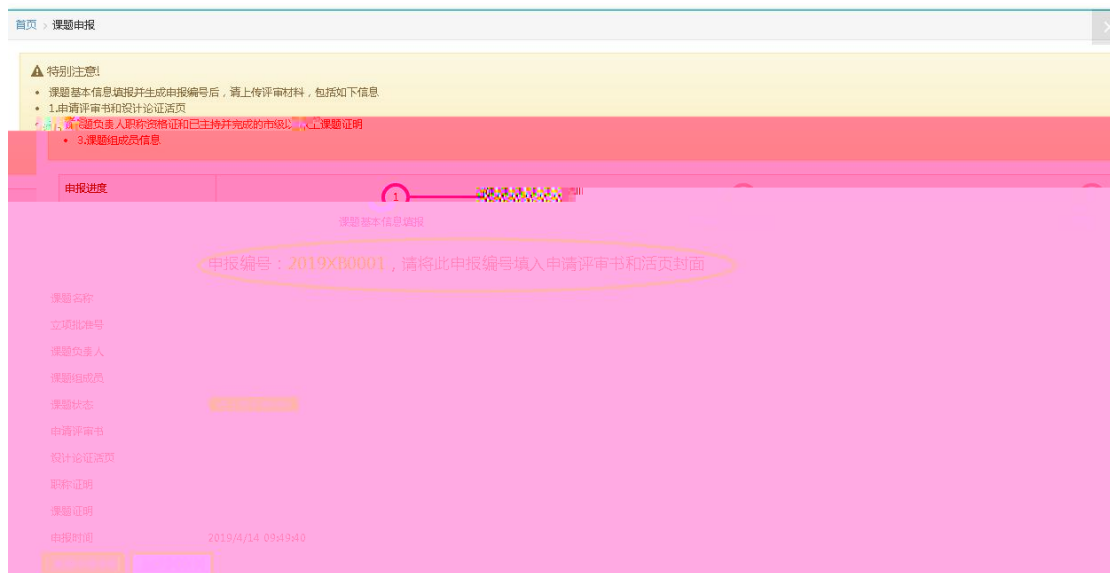 首页 > 课题申报
特别注意!
课题基本信息填报并生成申报编号后，请上传评审材料，包括如下信息
1.申请评审书和设计论证活页
题负责人职称资格证和已主持并完成的市级以 上课题证明
3.课题组成员信息
申报进度
1
课题基本信息填报
申报编号：2019XB0001，请将此申报编号填入申请评审书和活页封面
课题名称
立项批准号
课题负责人
课题组成员
课题状态
申请评审书
设计论证活页
职称证明
课题证明
申报时间 2019/4/14 09:49:40